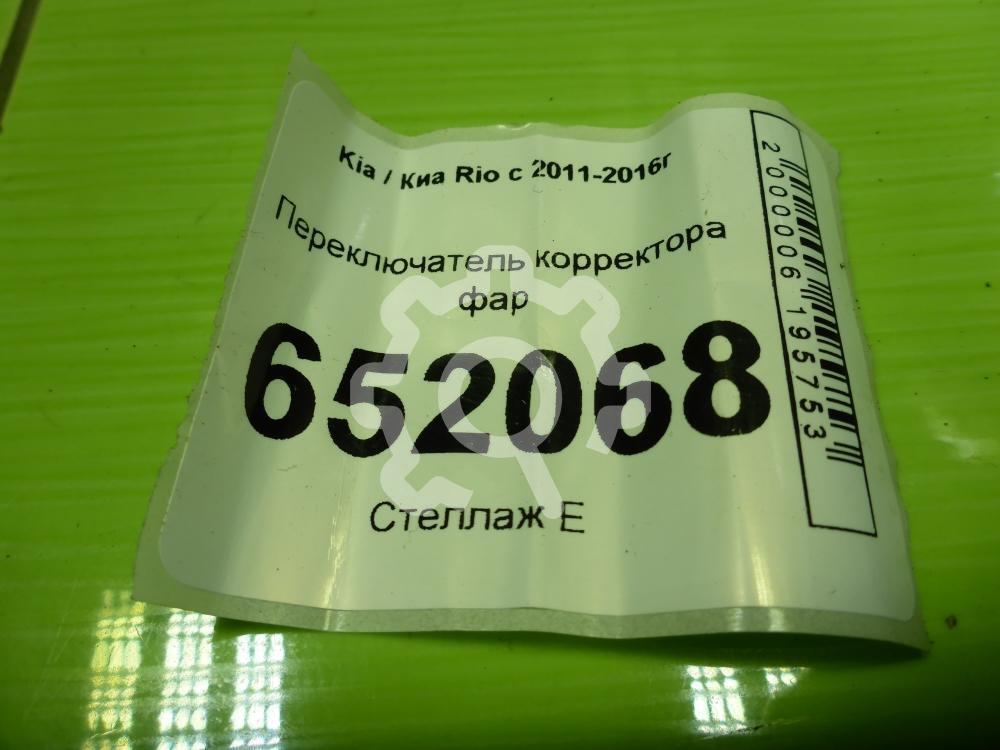 Kia / Киа Rio с 2011-2016г
Переключатель корректора
фар
652068
Стеллаж Е
2000006195753